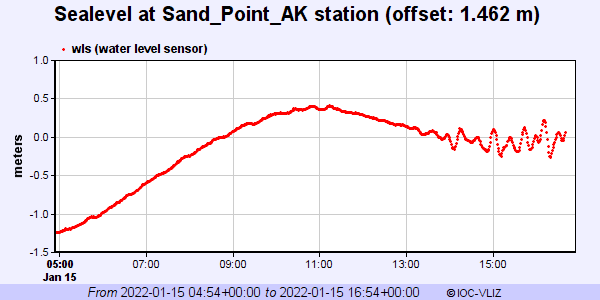 Sealevel at Sand_Point_AK station (offset: 1.462 m)
wls (water level sensor)
1.0
0.5
0.0
-0.5
-1.0
-1.5
meters
05:00 07:00 09:00 11:00 13:00 15:00
Jan 15
From 2022-01-15 04:54+00:00 to 2022-01-15 16:54+00:00 © IOC-VLIZ